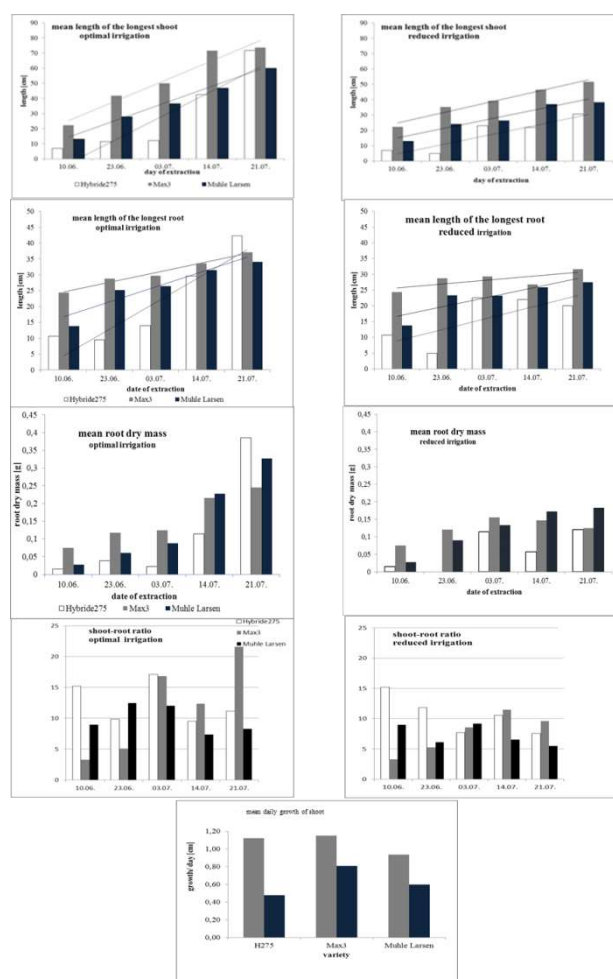 mean length of the longest shoot
optimal irrigation
90
80
70
60
50
40
30
20
10
0
length [cm]
10.06. 23.06. 03.07. 14.07. 21.07.
day of extraction
Hybride275 Max3 Muhle Larsen
mean length of the longest shoot
reduced irrigation
90
80
70
60
50
40
30
20
10
0
length [cm]
10.06. 23.06. 03.07. 14.07. 21.07.
day of extraction
mean length of the longest root
optimal irrigation
45
40
35
30
25
20
15
10
5
0
length [cm]
10.06. 23.06. 03.07. 14.07. 21.07.
date of extraction
Hybride275 Max3 Muhle Larsen
mean length of the longest root
reduced irrigation
45
40
35
30
25
20
15
10
5
0
length [cm]
10.06. 23.06. 03.07. 14.07. 21.07.
date of extraction
mean root dry mass
optimal irrigation
0,45
0,4
0,35
0,3
0,25
0,2
0,15
0,1
0,05
0
root dry mass [g]
10.06. 23.06. 03.07. 14.07. 21.07.
date of extraction
Hybride275 Max3 Muhle Larsen
mean root dry mass
reduced irrigation
0,45
0,4
0,35
0,3
0,25
0,2
0,15
0,1
0,05
0
root dry mass [g]
10.06. 23.06. 03.07. 14.07. 21.07.
date of extraction
shoot-root ratio
optimal irrigation
Hybride275
Max3
Muhle Larsen
25
20
15
10
5
0
10.06. 23.06. 03.07. 14.07. 21.07.
shoot-root ratio
reduced irrigation
25
20
15
10
5
0
10.06. 23.06. 03.07. 14.07. 21.07.
mean daily growth of shoot
1,20
1,00
0,80
0,60
0,40
0,20
0,00
growth/day [cm]
H275 Max3 Muhle Larsen
variety